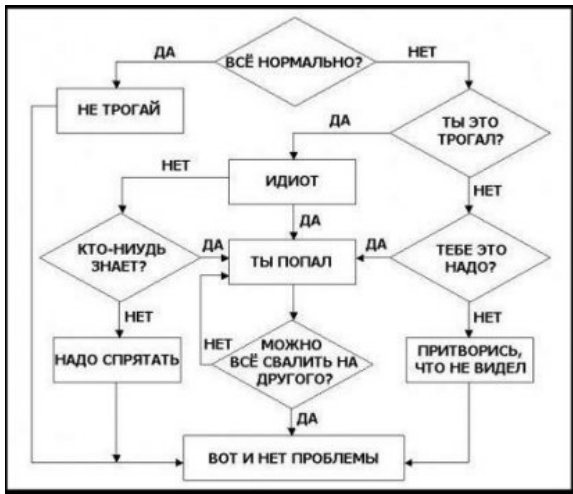 ДА
ВСЁ НОРМАЛЬНО?
НЕТ
НЕ ТРОГАЙ
ДА
ТЫ ЭТО
ТРОГАЛ?
НЕТ
ИДИОТ
НЕТ
ДА
КТО-НИУДЬ
ЗНАЕТ?
ДА
ТЫ ПОПАЛ
ДА
ТЕБЕ ЭТО
НАДО?
НЕТ
НЕТ
НЕТ
МОЖНО
ВСЁ СВАЛИТЬ НА
ДРУГОГО?
НАДО СПРЯТАТЬ
ПРИТВОРИСЬ,
ЧТО НЕ ВИДЕЛ
ДА
ВОТ И НЕТ ПРОБЛЕМЫ